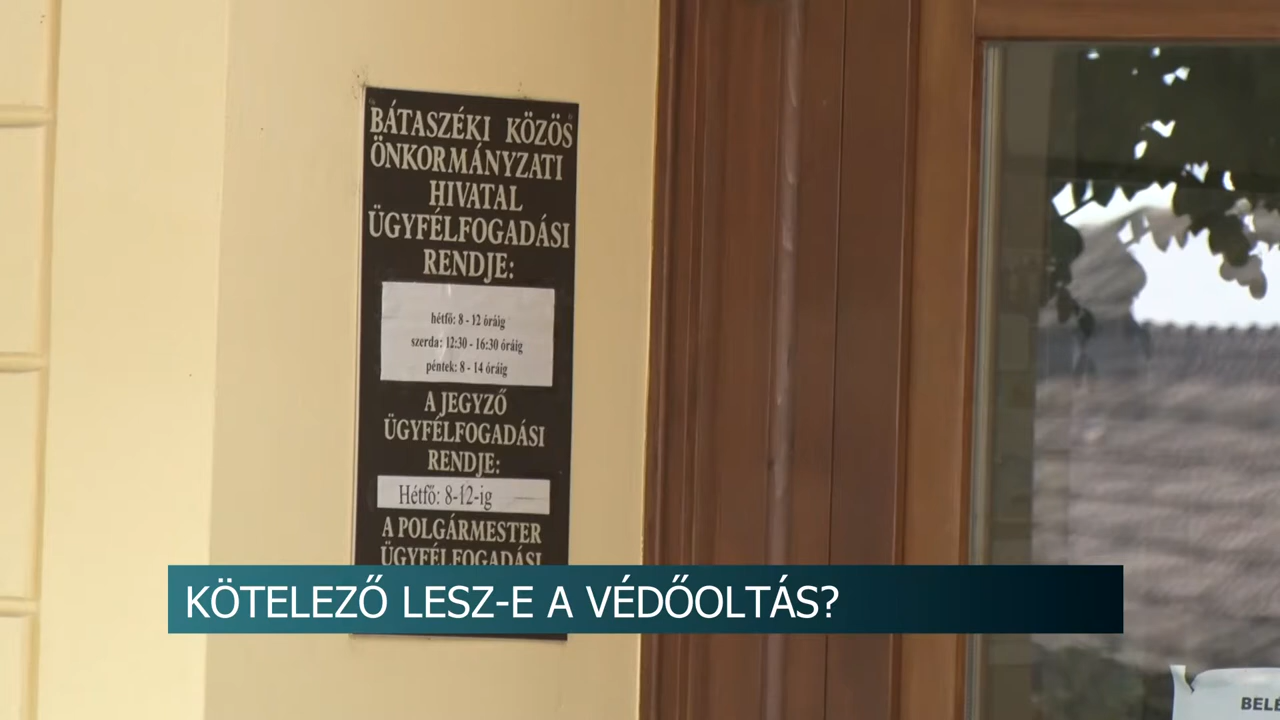 BÁTASZÉKI KÖZÖS
ÖNKORMÁNYZATI
HIVATAL
ÜGYFÉLFOGADÁSI
RENDJE:
hétfő: 8 - 12 óráig
szerda: 12:30 - 16:30 óráig
péntek: 8 - 14 óráig
A JEGYZŐ
ÜGYFÉLFOGADÁSI
RENDJE:
Hétfő: 8-12-ig
A POLGÁRMESTER
ÜGYFÉLFOGADÁSI
KÖTELEZŐ LESZ-E A VÉDŐOLTÁS?